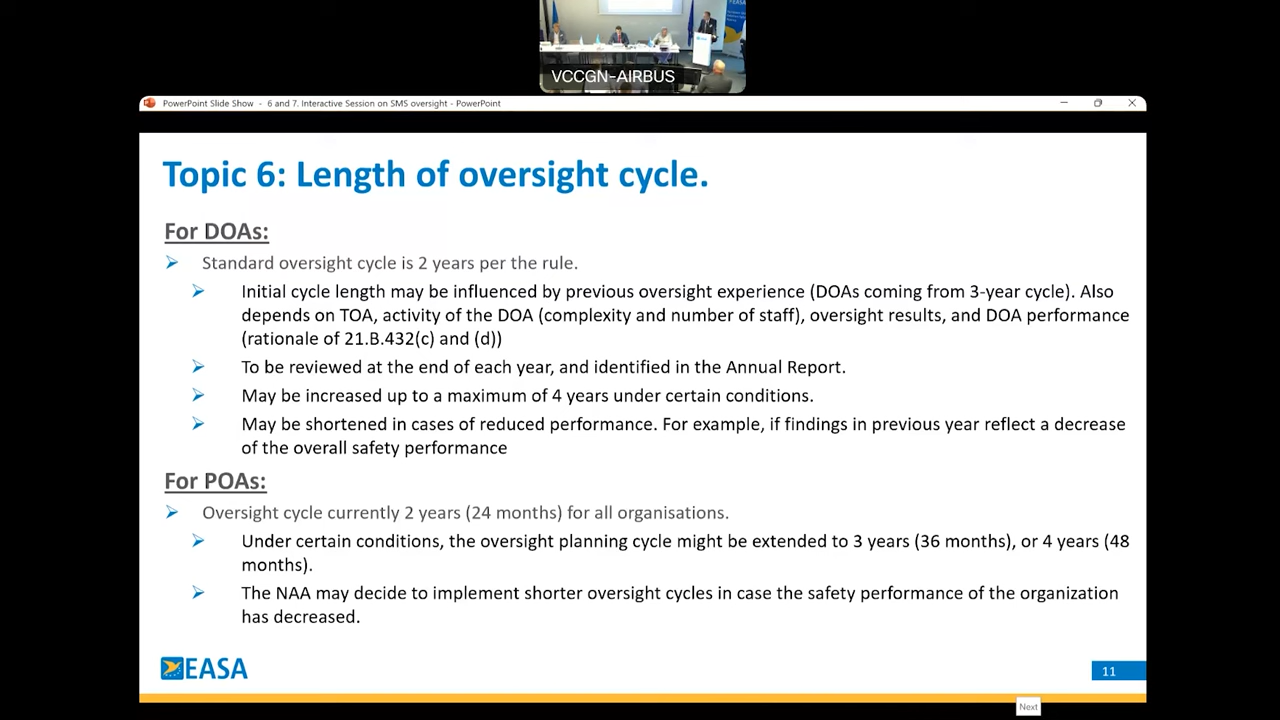 EASA
VCCGN-AIRBUS
PowerPoint Slide Show - 6 and 7. Interactive Session on SMS oversight - PowerPoint
Topic 6: Length of oversight cycle.
For DOAs:
Standard oversight cycle is 2 years per the rule.
Initial cycle length may be influenced by previous oversight experience (DOAs coming from 3-year cycle). Also
depends on TOA, activity of the DOA (complexity and number of staff), oversight results, and DOA performance
(rationale of 21.B.432(c) and (d))
To be reviewed at the end of each year, and identified in the Annual Report.
May be increased up to a maximum of 4 years under certain conditions.
May be shortened in cases of reduced performance. For example, if findings in previous year reflect a decrease
of the overall safety performance
For POAs:
Oversight cycle currently 2 years (24 months) for all organisations.
Under certain conditions, the oversight planning cycle might be extended to 3 years (36 months), or 4 years (48
months).
The NAA may decide to implement shorter oversight cycles in case the safety performance of the organization
has decreased.
EASA
11
Next